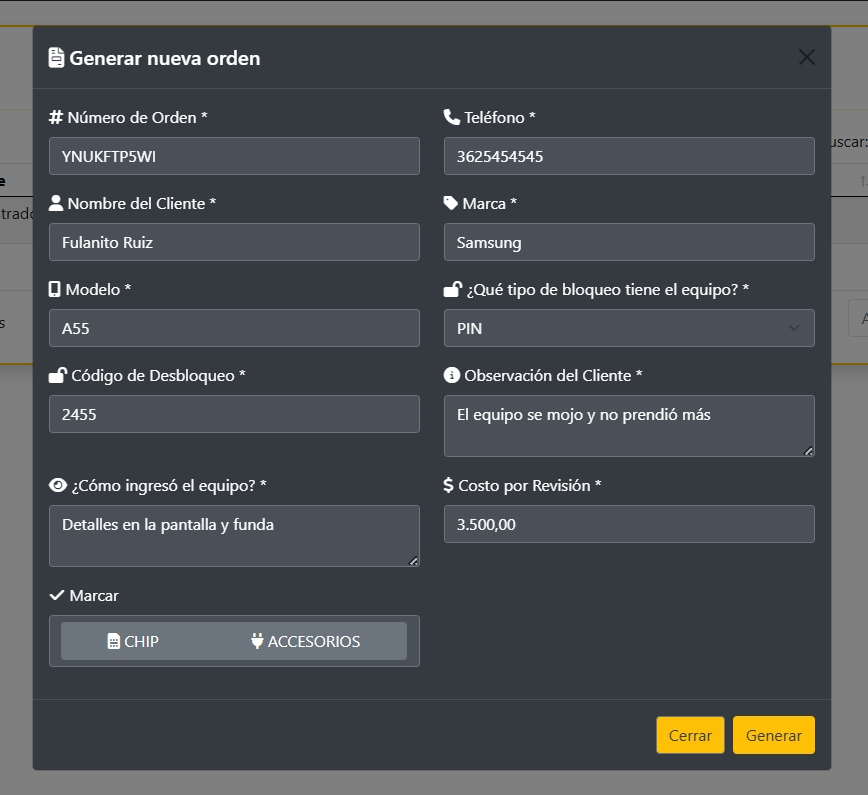 Generar nueva orden
Número de Orden *
Teléfono *
YNUKFTP5WI
3625454545
Nombre del Cliente *
Marca *
Fulanito Ruiz
Samsung
Modelo *
¿Qué tipo de bloqueo tiene el equipo? *
A55
PIN
Código de Desbloqueo *
Observación del Cliente *
2455
El equipo se mojo y no prendió más
¿Cómo ingresó el equipo? *
$ Costo por Revisión *
Detalles en la pantalla y funda
3.500,00
Marcar
CHIP
ACCESORIOS
Cerrar
Generar